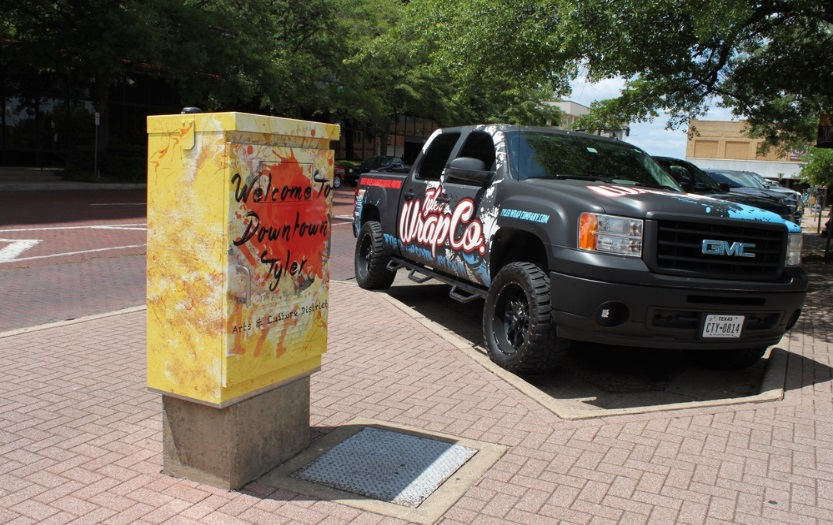 Welcome To
Downtown
Tyler
Arts & Culture District
Tyler
Wrap Co.
TYLERWRAPCOMPANY.COM
GMC
TEXAS
CTY-0814